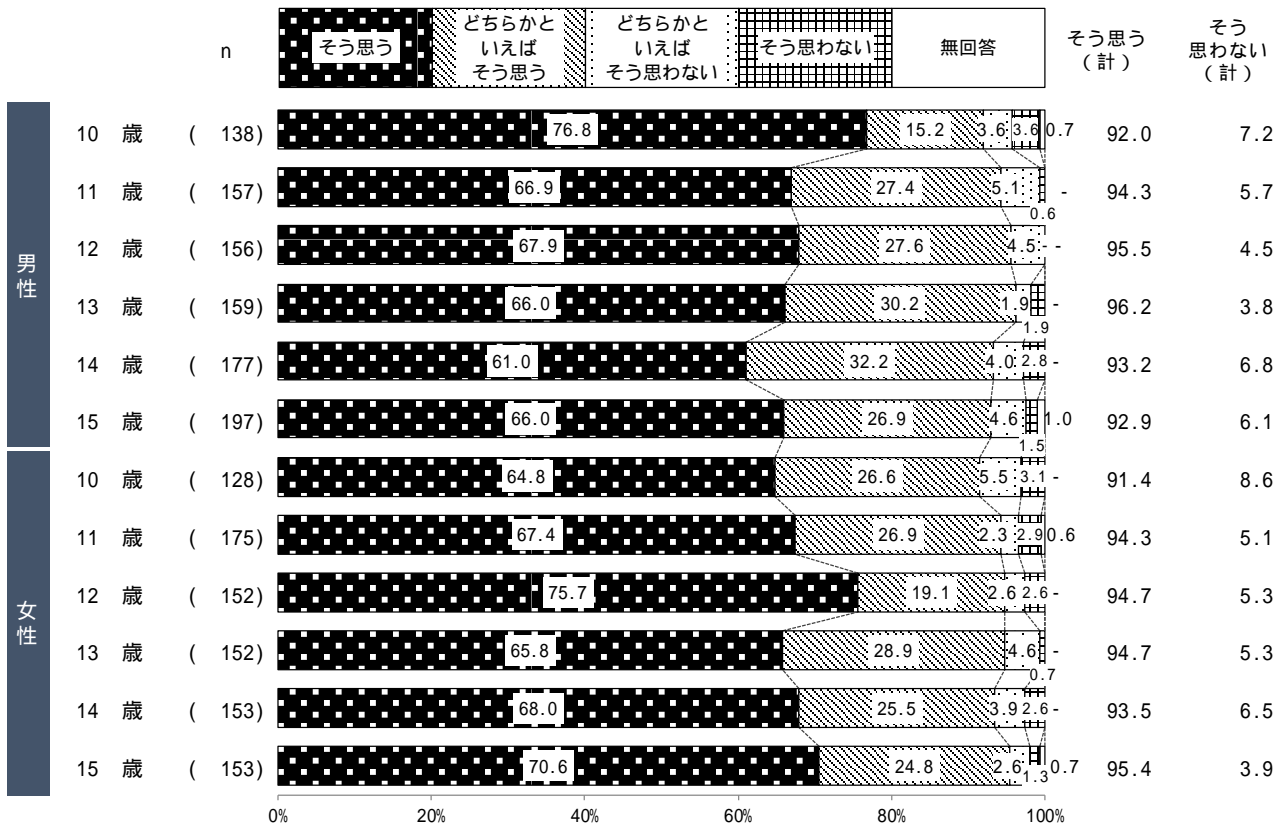 n
そう思う
どちらかと
いえば
そう思う
どちらかと
いえば
そう思わない
そう思わない
無回答
そう思う
(計)
そう
思わない
(計)
男性
10 歳 ( 138) 76.8 15.2 3.6 3.6 0.7 92.0 7.2
11 歳 ( 157) 66.9 27.4 5.1 0.6 - 94.3 5.7
12 歳 ( 156) 67.9 27.6 4.5 - - 95.5 4.5
13 歳 ( 159) 66.0 30.2 1.9 1.9 - 96.2 3.8
14 歳 ( 177) 61.0 32.2 4.0 2.8 - 93.2 6.8
15 歳 ( 197) 66.0 26.9 4.6 1.5 1.0 92.9 6.1
女性
10 歳 ( 128) 64.8 26.6 5.5 3.1 - 91.4 8.6
11 歳 ( 175) 67.4 26.9 2.3 2.9 0.6 94.3 5.1
12 歳 ( 152) 75.7 19.1 2.6 2.6 - 94.7 5.3
13 歳 ( 152) 65.8 28.9 4.6 0.7 - 94.7 5.3
14 歳 ( 153) 68.0 25.5 3.9 2.6 - 93.5 6.5
15 歳 ( 153) 70.6 24.8 2.6 1.3 0.7 95.4 3.9
0% 20% 40% 60% 80% 100%